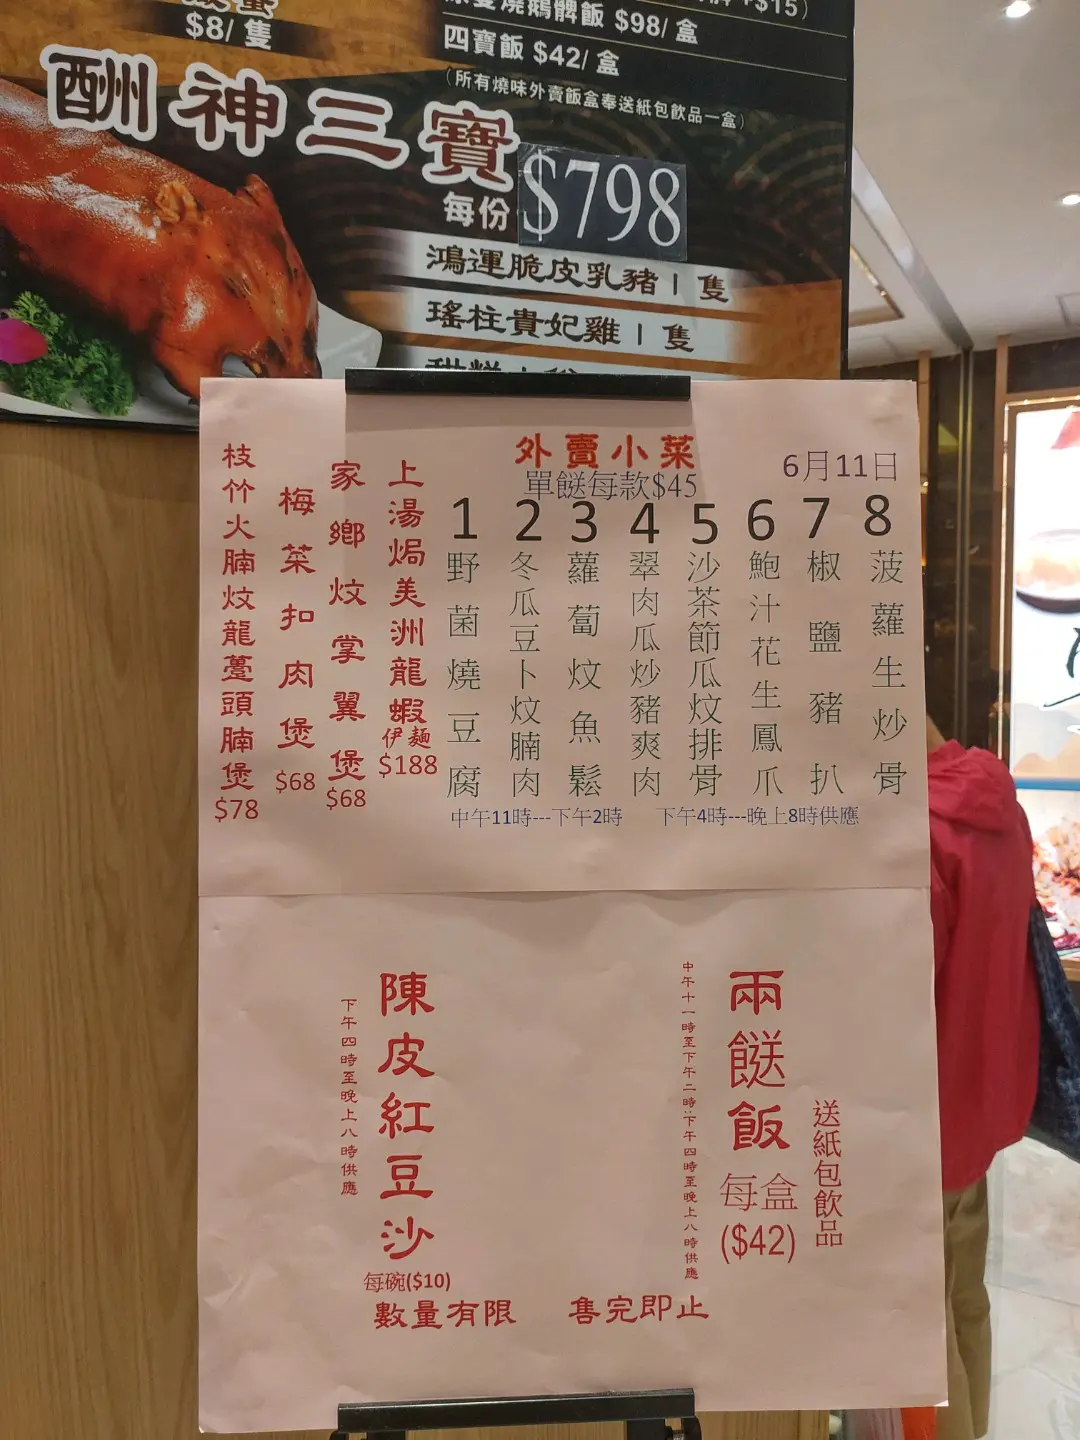 $8/ 隻
燒鵝髀飯 $98/ 盒
四寶飯 $42/ 盒
(所有燒味外賣飯盒奉送紙包飲品一盒)
酬神三寶
每份 $798
鴻運脆皮乳豬 | 隻
瑤柱貴妃雞 | 隻
外賣小菜
6月11日
單餸每款$45
1 野菌燒豆腐
2 冬瓜豆卜炆腩肉
3 蘿蔔炆魚鬆
4 翠肉瓜炒豬爽肉
5 沙茶節瓜炆排骨
6 鮑汁花生鳳爪
7 椒鹽豬扒
8 菠蘿生炒骨
上湯焗美洲龍蝦
伊麵
$188
家鄉炆掌翼煲
$68
梅菜扣肉煲
$68
枝竹火腩炆龍躉頭腩煲
$78
中午11時---下午2時 下午4時---晚上8時供應
送紙包飲品
兩餸飯
每盒
($42)
中午十一時至下午二時;下午四時至晚上八時供應
陳皮紅豆沙
每碗($10)
下午四時至晚上八時供應
數量有限 售完即止